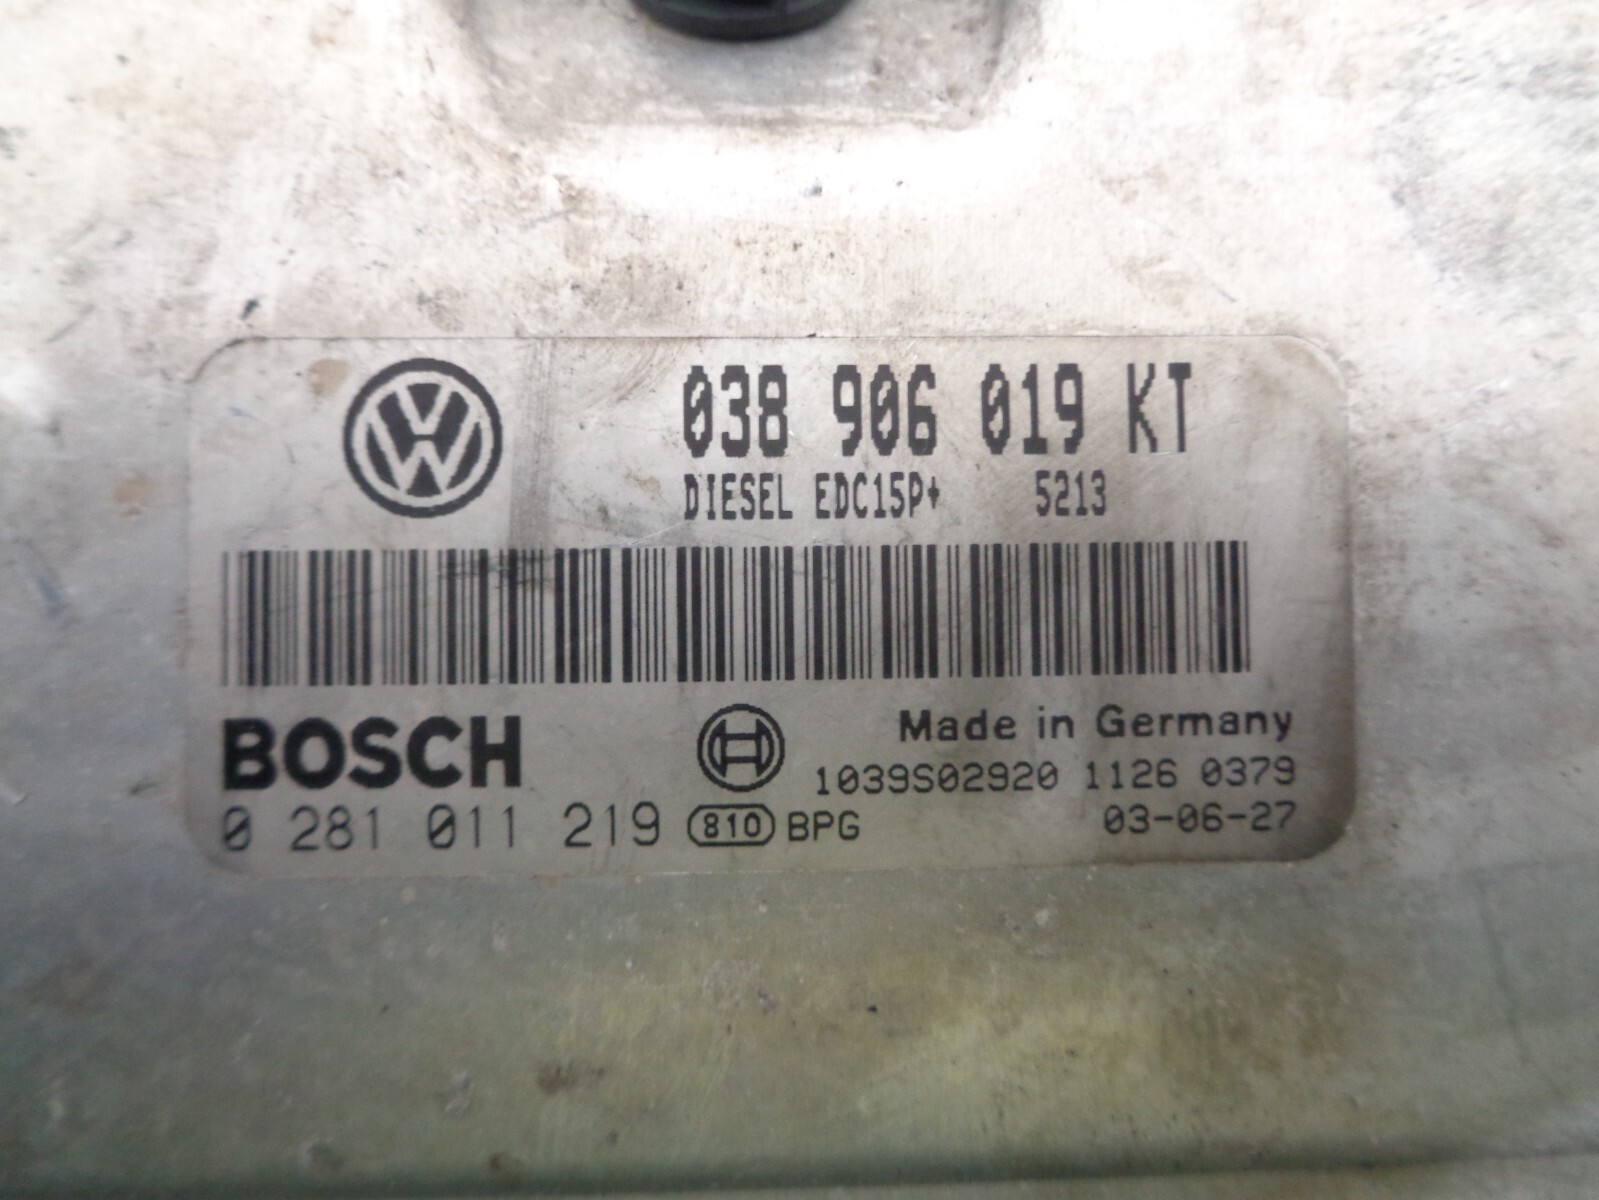 038 906 019 KT
DIESEL EDC15P+ 5213
BOSCH
Made in Germany
1039S02920 1126 0379
0 281 011 219 810 BPG 03-06-27